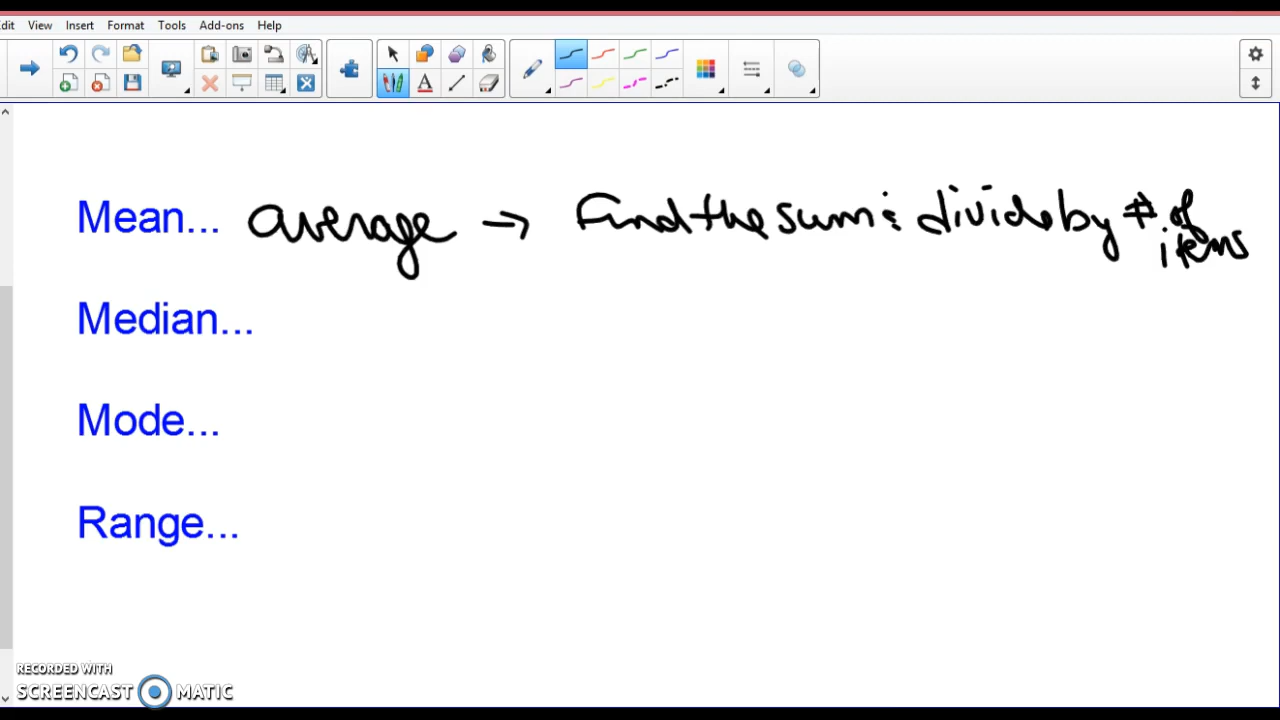 dit View Insert Format Tools Add-ons Help
Mean... average → Find the sum & divide by # of
items
Median...
Mode...
Range...
RECORDED WITH
SCREENCAST MATIC